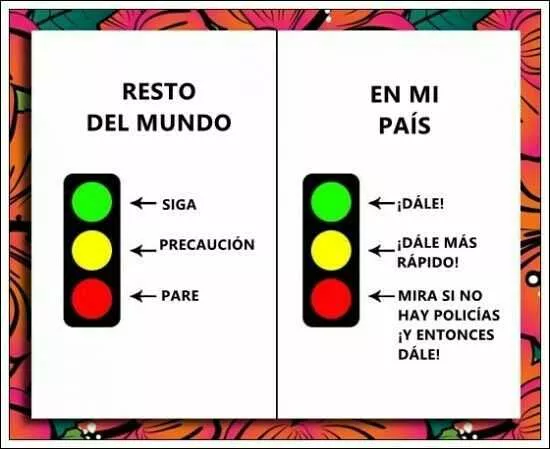 RESTO
DEL MUNDO
SIGA
PRECAUCIÓN
PARE
EN MI
PAÍS
¡DÁLE!
¡DÁLE MÁS
RÁPIDO!
MIRA SI NO
HAY POLICÍAS
¡Y ENTONCES
DÁLE!